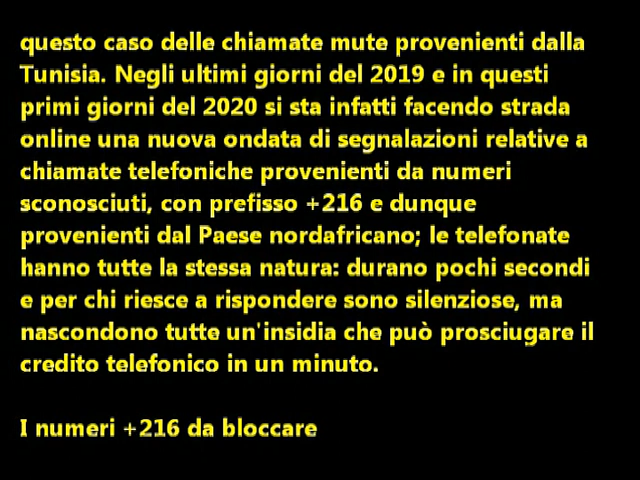 questo caso delle chiamate mute provenienti dalla
Tunisia. Negli ultimi giorni del 2019 e in questi
primi giorni del 2020 si sta infatti facendo strada
online una nuova ondata di segnalazioni relative a
chiamate telefoniche provenienti da numeri
sconosciuti, con prefisso +216 e dunque
provenienti dal Paese nordafricano; le telefonate
hanno tutte la stessa natura: durano pochi secondi
e per chi riesce a rispondere sono silenziose, ma
nascondono tutte un'insidia che può prosciugare il
credito telefonico in un minuto.
I numeri +216 da bloccare